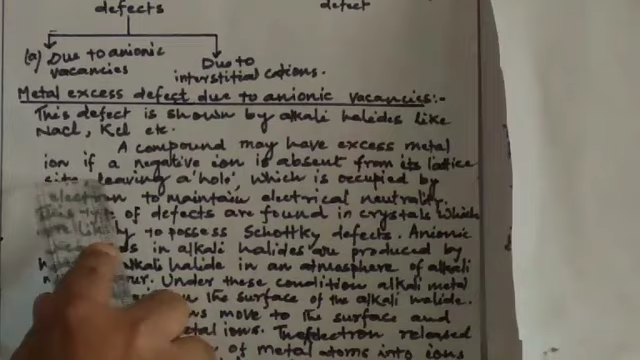 defects
defect
(a) Due to anionic
vacancies
Due to
interstitial cations.
Metal excess defect due to anionic vacancies:-
This defect is shown by alkali halides like
NaCl, KCl etc.
A compound may have excess metal
ion if a negative ion is absent from its lattice
site leaving a 'hole', which is occupied by
electron to maintain electrical neutrality.
of defects are found in crystals which
to possess Schottky defects. Anionic
in alkali halides are produced by
alkali halide in an atmosphere of alkali
Under these condition alkali metal
the surface of the alkali halide.
move to the surface and
metal ions. The electron released
of metal atoms into ions